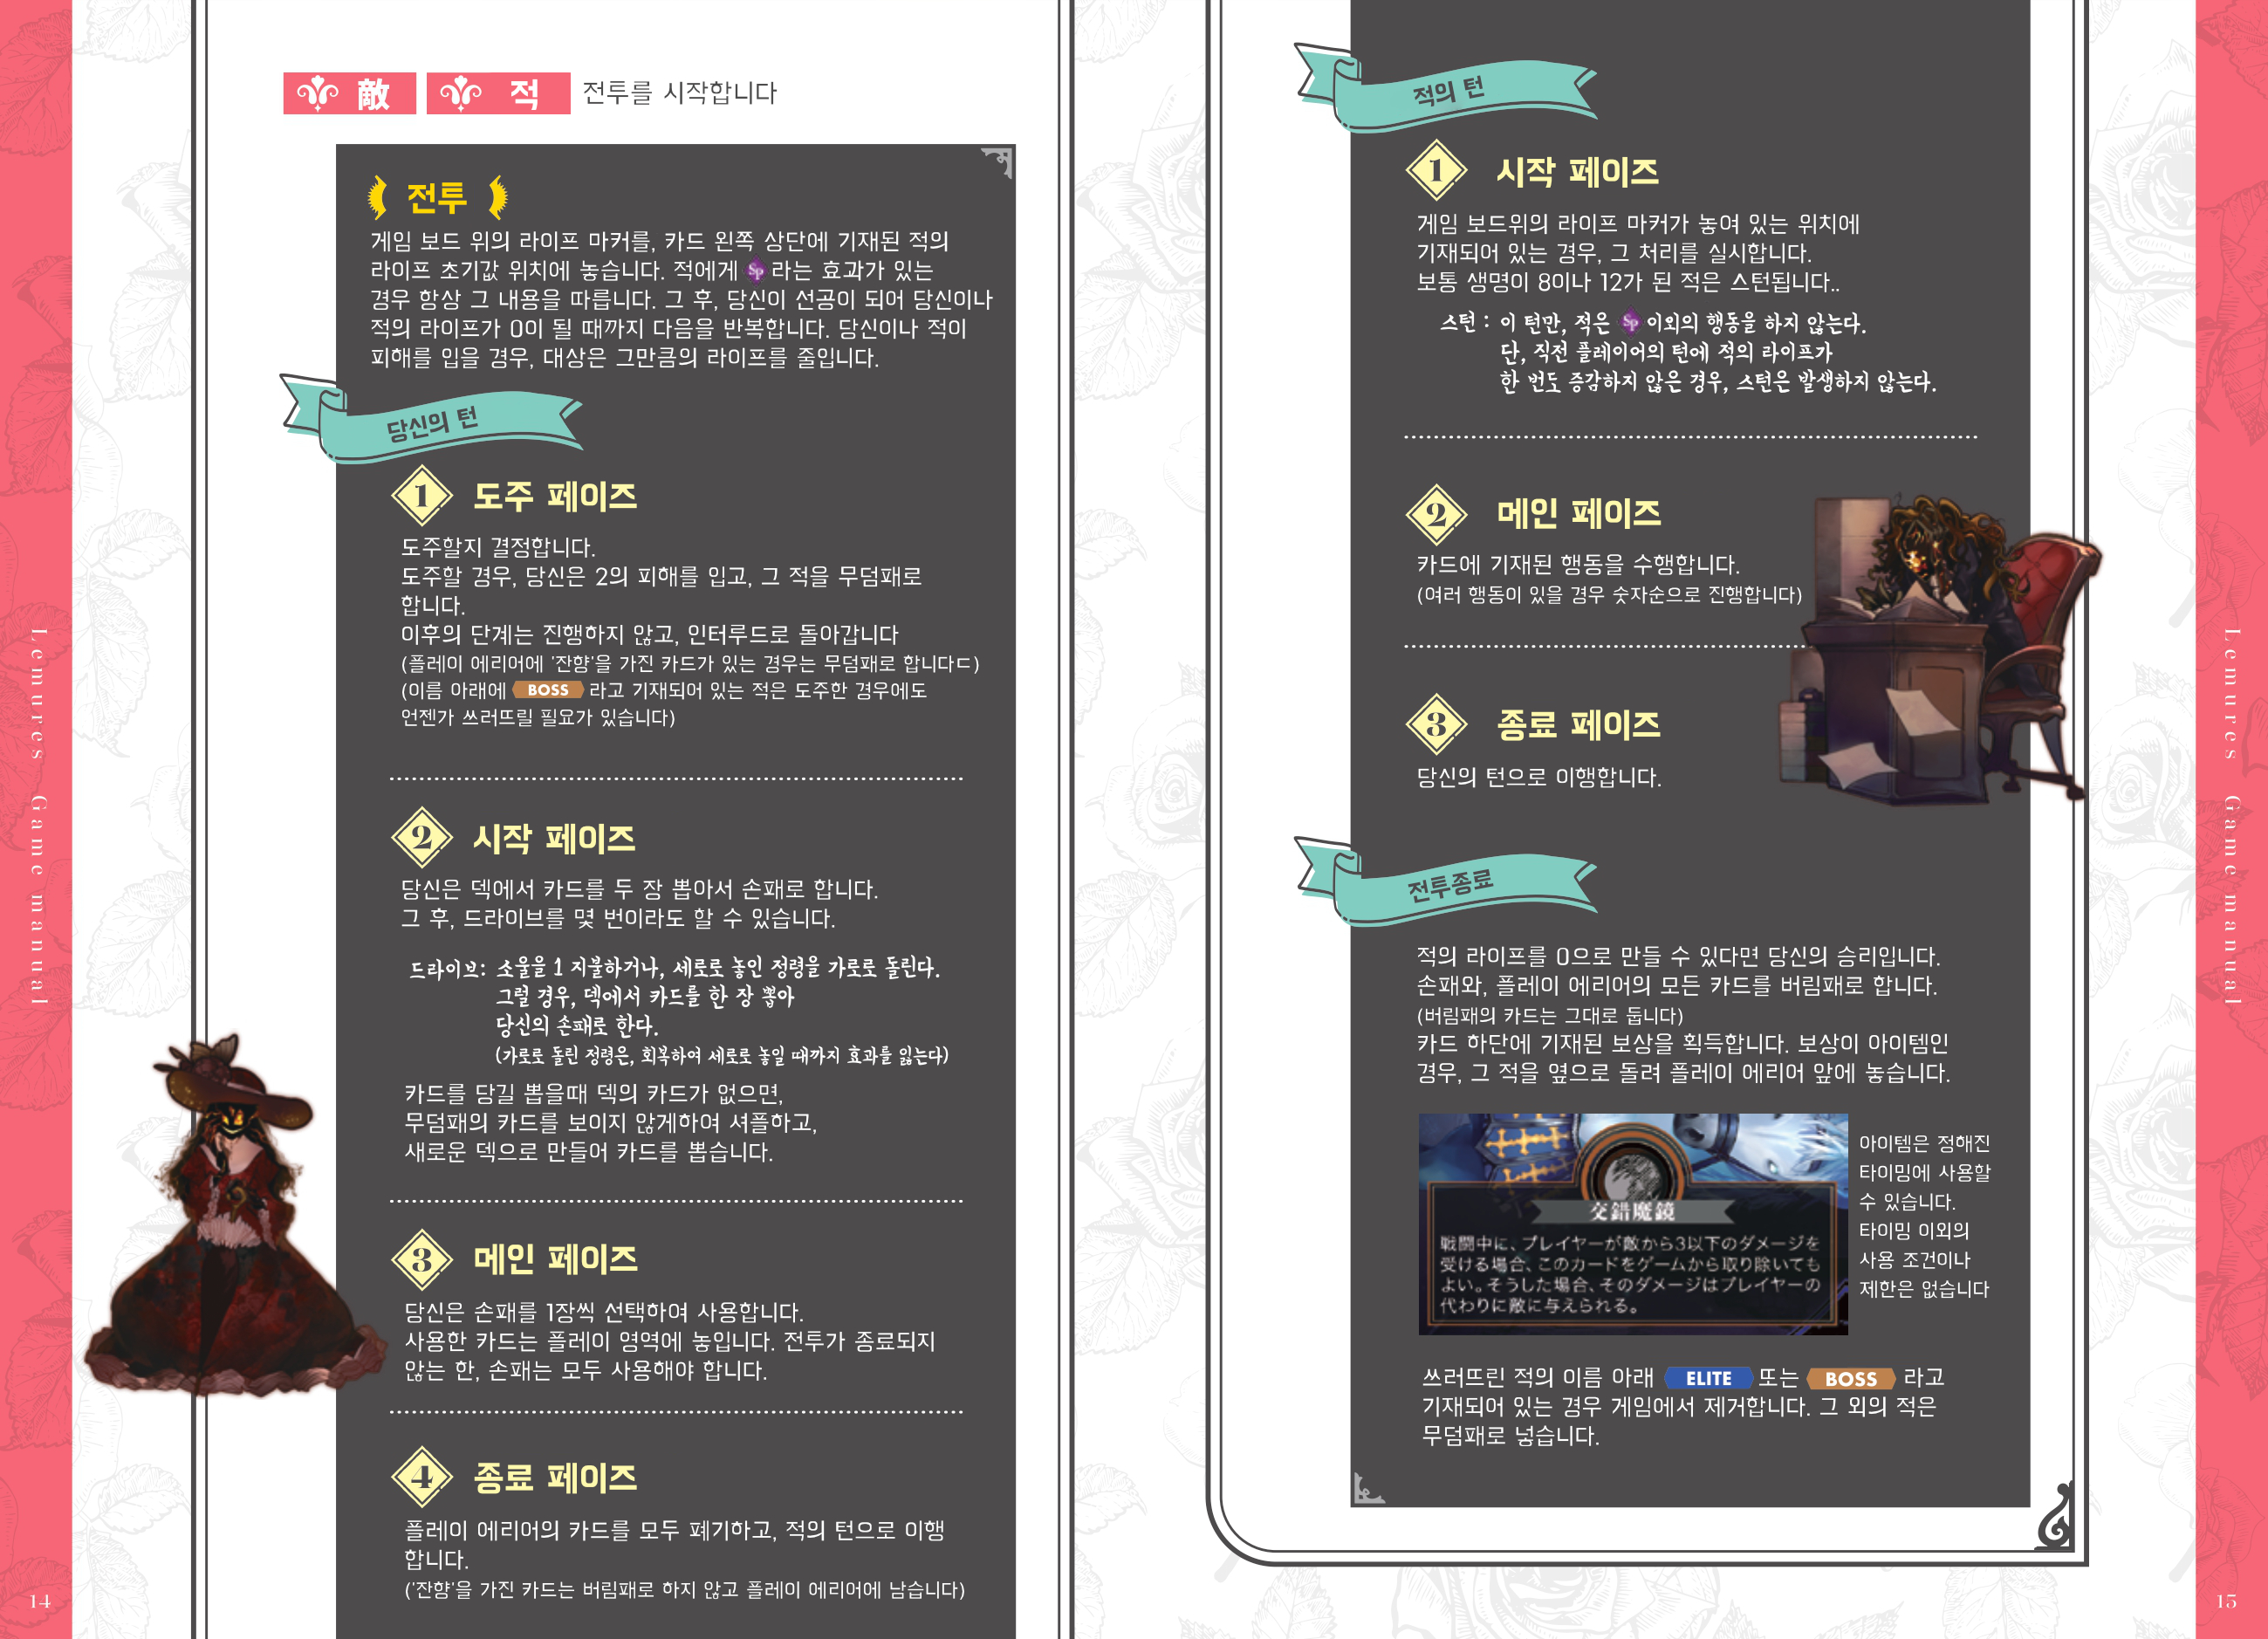 敵 적 전투를 시작합니다
전투
게임 보드 위의 라이프 마커를, 카드 왼쪽 상단에 기재된 적의
라이프 초기값 위치에 놓습니다. 적에게 Sp 라는 효과가 있는
경우 항상 그 내용을 따릅니다. 그 후, 당신이 선공이 되어 당신이나
적의 라이프가 0이 될 때까지 다음을 반복합니다. 당신이나 적이
피해를 입을 경우, 대상은 그만큼의 라이프를 줄입니다.
당신의 턴
1 도주 페이즈
도주할지 결정합니다.
도주할 경우, 당신은 2의 피해를 입고, 그 적을 무덤패로
합니다.
이후의 단계는 진행하지 않고, 인터루드로 돌아갑니다
(플레이 에리어에 '잔향'을 가진 카드가 있는 경우는 무덤패로 합니다ㄷ)
(이름 아래에 BOSS 라고 기재되어 있는 적은 도주한 경우에도
언젠가 쓰러뜨릴 필요가 있습니다)
2 시작 페이즈
당신은 덱에서 카드를 두 장 뽑아서 손패로 합니다.
그 후, 드라이브를 몇 번이라도 할 수 있습니다.
드라이브: 소울을 1 지불하거나, 세로로 놓인 정령을 가로로 돌린다.
그럴 경우, 덱에서 카드를 한 장 뽑아
당신의 손패로 한다.
(가로로 돌린 정령은, 회복하여 세로로 놓일 때까지 효과를 잃는다)
카드를 담길 뽑을때 덱의 카드가 없으면,
무덤패의 카드를 보이지 않게하여 셔플하고,
새로운 덱으로 만들어 카드를 뽑습니다.
3 메인 페이즈
당신은 손패를 1장씩 선택하여 사용합니다.
사용한 카드는 플레이 영역에 놓입니다. 전투가 종료되지
않는 한, 손패는 모두 사용해야 합니다.
4 종료 페이즈
플레이 에리어의 카드를 모두 폐기하고, 적의 턴으로 이행
합니다.
('잔향'을 가진 카드는 버림패로 하지 않고 플레이 에리어에 남습니다)
Lemures Game manual
14
적의 턴
1 시작 페이즈
게임 보드위의 라이프 마커가 놓여 있는 위치에
기재되어 있는 경우, 그 처리를 실시합니다.
보통 생명이 8이나 12가 된 적은 스턴됩니다..
스턴 : 이 턴만, 적은 Sp 이외의 행동을 하지 않는다.
단, 직전 플레이어의 턴에 적의 라이프가
한 번도 증감하지 않은 경우, 스턴은 발생하지 않는다.
2 메인 페이즈
카드에 기재된 행동을 수행합니다.
(여러 행동이 있을 경우 숫자순으로 진행합니다)
3 종료 페이즈
당신의 턴으로 이행합니다.
전투종료
적의 라이프를 0으로 만들 수 있다면 당신의 승리입니다.
손패와, 플레이 에리어의 모든 카드를 버림패로 합니다.
(버림패의 카드는 그대로 둡니다)
카드 하단에 기재된 보상을 획득합니다. 보상이 아이템인
경우, 그 적을 옆으로 돌려 플레이 에리어 앞에 놓습니다.
交錯魔鏡
戦闘中に、プレイヤーが敵から3以下のダメージを
受ける場合、このカードをゲームから取り除いても
よい。そうした場合、そのダメージはプレイヤーの
代わりに敵に与えられる。
아이템은 정해진
타이밍에 사용할
수 있습니다.
타이밍 이외의
사용 조건이나
제한은 없습니다
쓰러뜨린 적의 이름 아래 ELITE 또는 BOSS 라고
기재되어 있는 경우 게임에서 제거합니다. 그 외의 적은
무덤패로 넣습니다.
Lemures Game manual
15